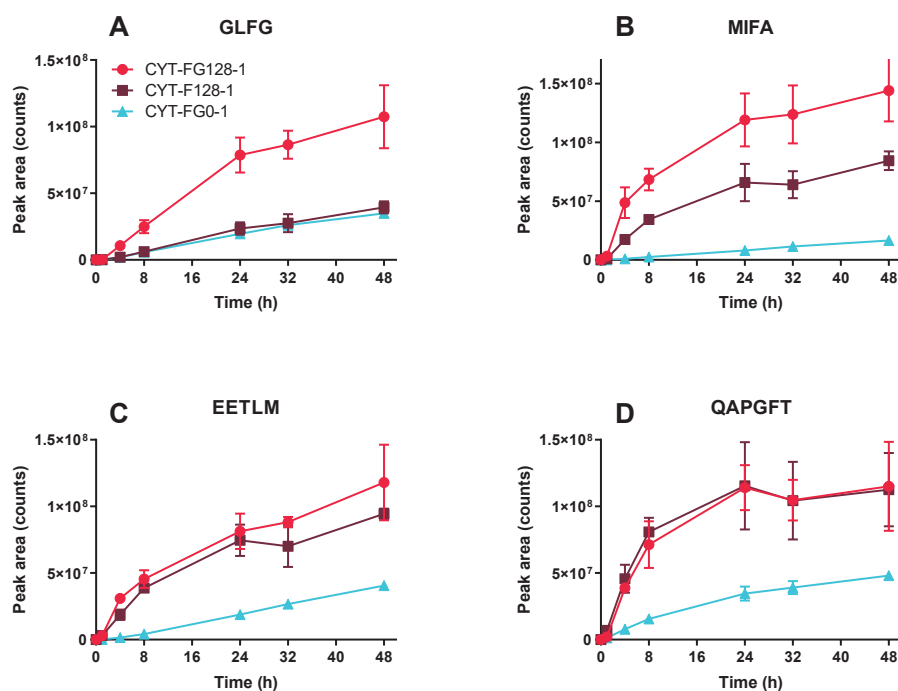 A GLFG
Peak area (counts)
1.5×10⁸
1×10⁸
5×10⁷
0
CYT-FG128-1
CYT-F128-1
CYT-FG0-1
0 8 16 24 32 40 48
Time (h)
B MIFA
Peak area (counts)
1.5×10⁸
1×10⁸
5×10⁷
0
0 8 16 24 32 40 48
Time (h)
C EETLM
Peak area (counts)
1.5×10⁸
1×10⁸
5×10⁷
0
0 8 16 24 32 40 48
Time (h)
D QAPGFT
Peak area (counts)
1.5×10⁸
1×10⁸
5×10⁷
0
0 8 16 24 32 40 48
Time (h)